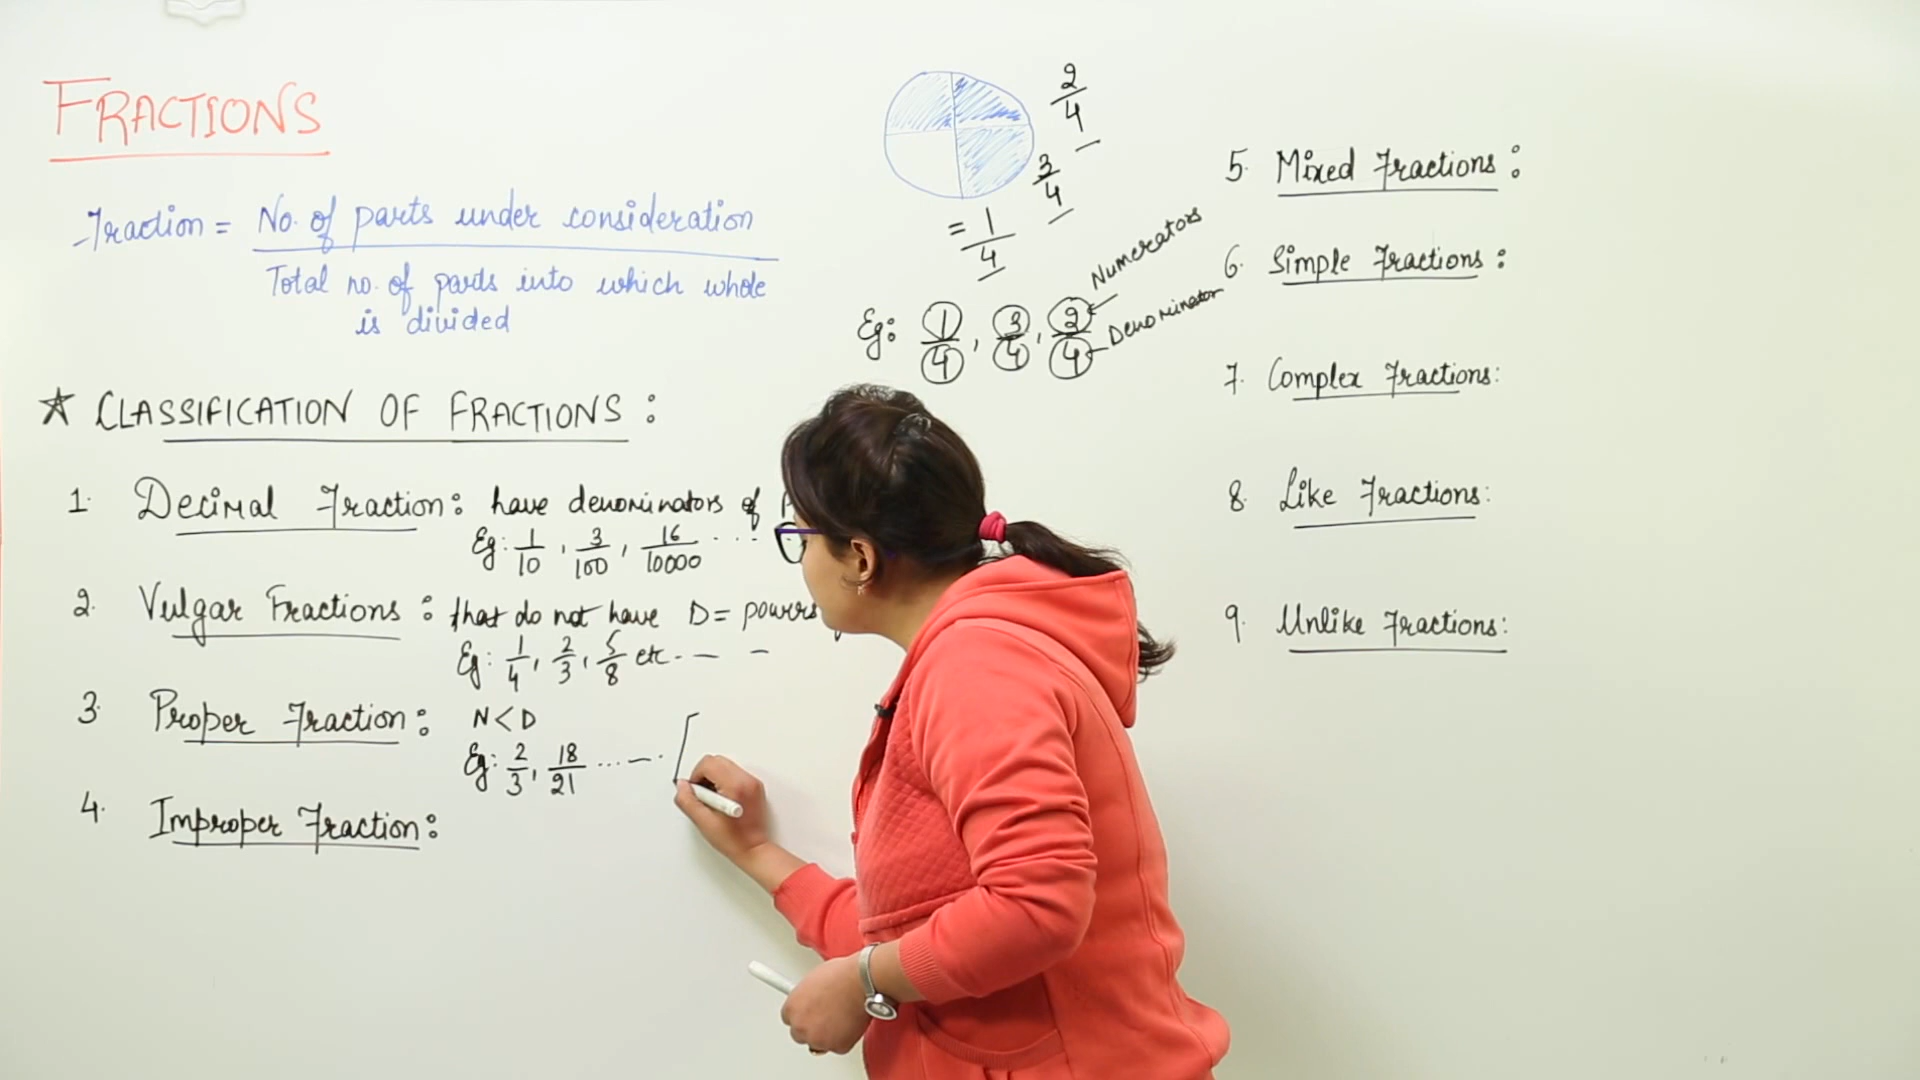 FRACTIONS
Fraction = No. of parts under consideration
Total no. of parts into which whole
is divided
★ CLASSIFICATION OF FRACTIONS :
1. Decimal Fraction : have denominators of
Eg: 1/10 , 3/100 , 16/10000 ....
2. Vulgar Fractions : that do not have D = powers
Eg: 1/4 , 2/3 , 5/8 etc. — —
3. Proper Fraction : N < D
Eg: 2/3 , 18/21 ...—. [
4. Improper Fraction :
2/4
3/4
= 1/4
Numerators
Eg: 1/4 , 3/4 , 2/4
Denominator
5. Mixed Fractions :
6. Simple Fractions :
7. Complex Fractions:
8. Like Fractions:
9. Unlike Fractions: